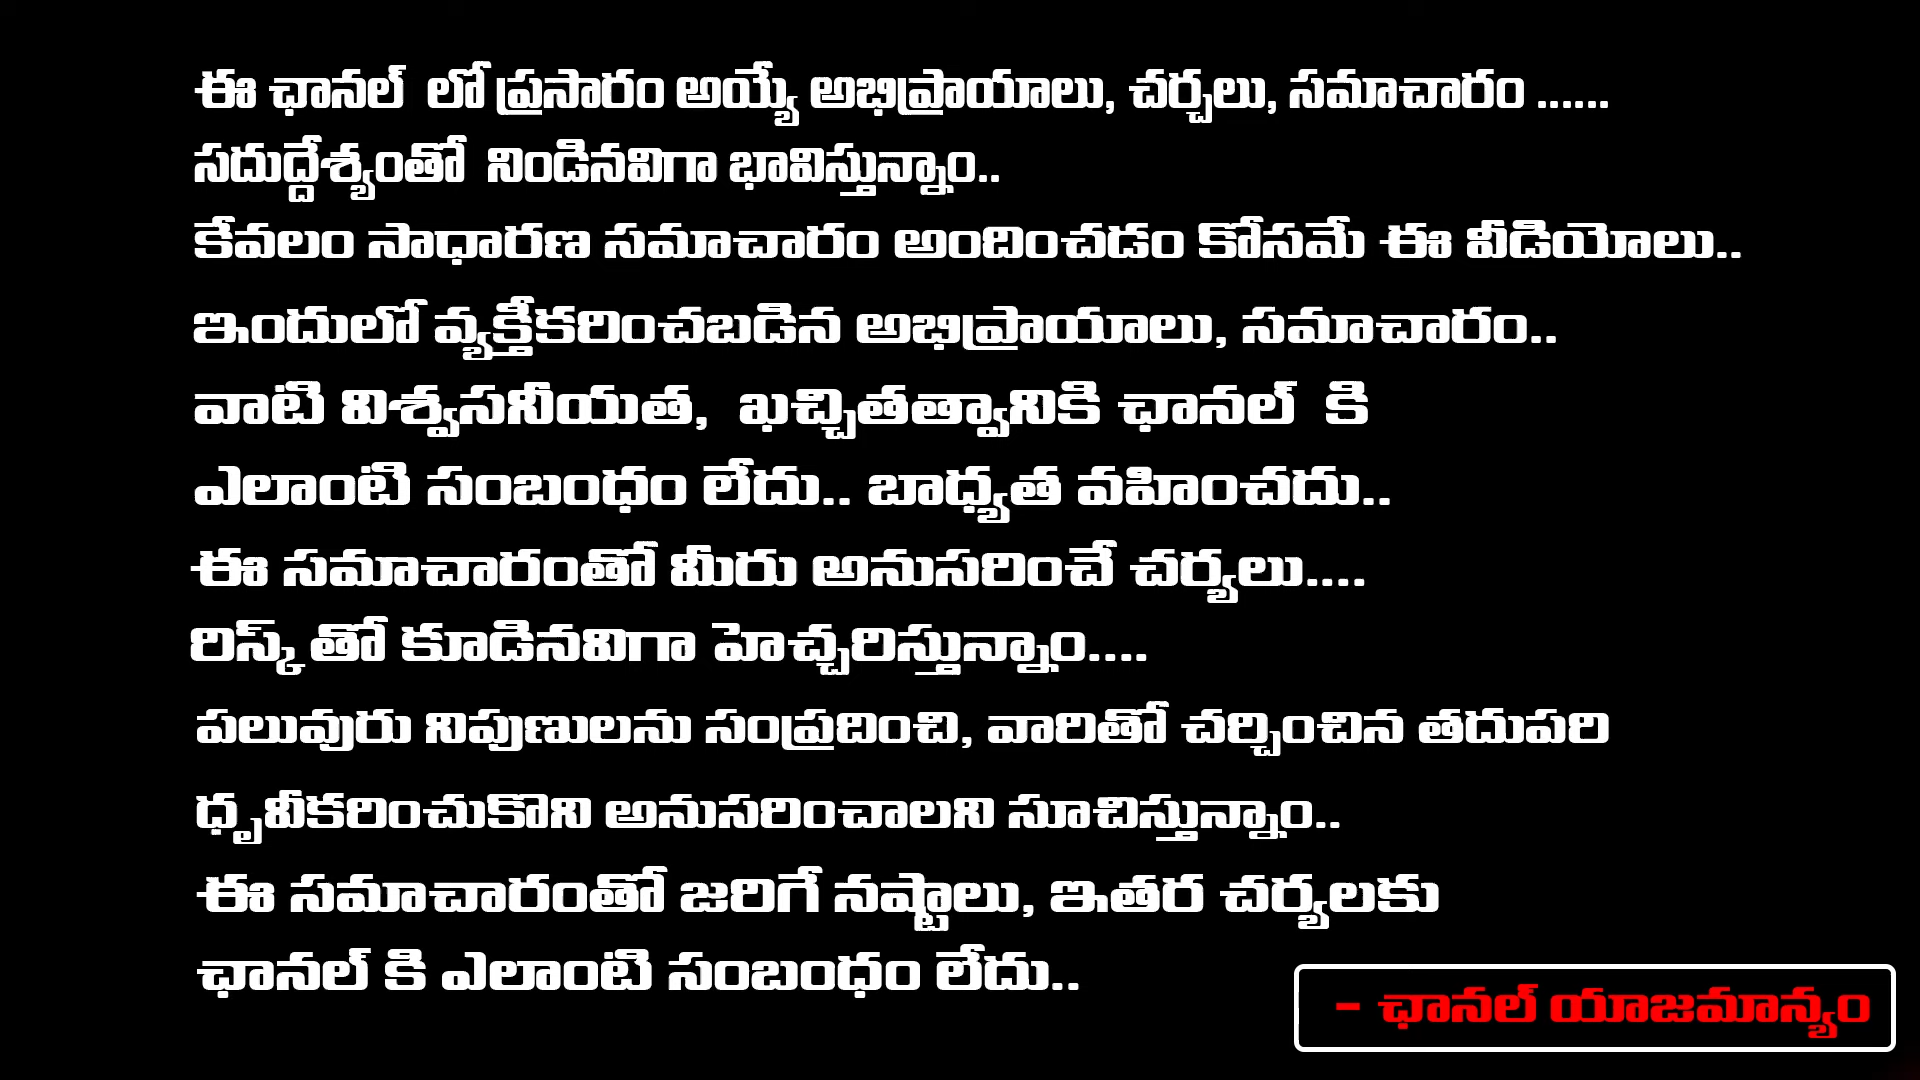 ఈ ఛానల్ లో ప్రసారం అయ్యే అభిప్రాయాలు, చర్చలు, సమాచారం ......
సదుద్దేశ్యంతో నిండినవిగా భావిస్తున్నాం..
కేవలం సాధారణ సమాచారం అందించడం కోసమే ఈ వీడియోలు..
ఇందులో వ్యక్తీకరించబడిన అభిప్రాయాలు, సమాచారం..
వాటి విశ్వసనీయత, ఖచ్చితత్వానికి ఛానల్ కి
ఎలాంటి సంబంధం లేదు.. బాధ్యత వహించదు..
ఈ సమాచారంతో మీరు అనుసరించే చర్యలు....
రిస్క్ తో కూడినవిగా హెచ్చరిస్తున్నాం....
పలువురు నిపుణులను సంప్రదించి, వారితో చర్చించిన తదుపరి
ధృవీకరించుకొని అనుసరించాలని సూచిస్తున్నాం..
ఈ సమాచారంతో జరిగే నష్టాలు, ఇతర చర్యలకు
ఛానల్ కి ఎలాంటి సంబంధం లేదు..
- ఛానల్ యాజమాన్యం